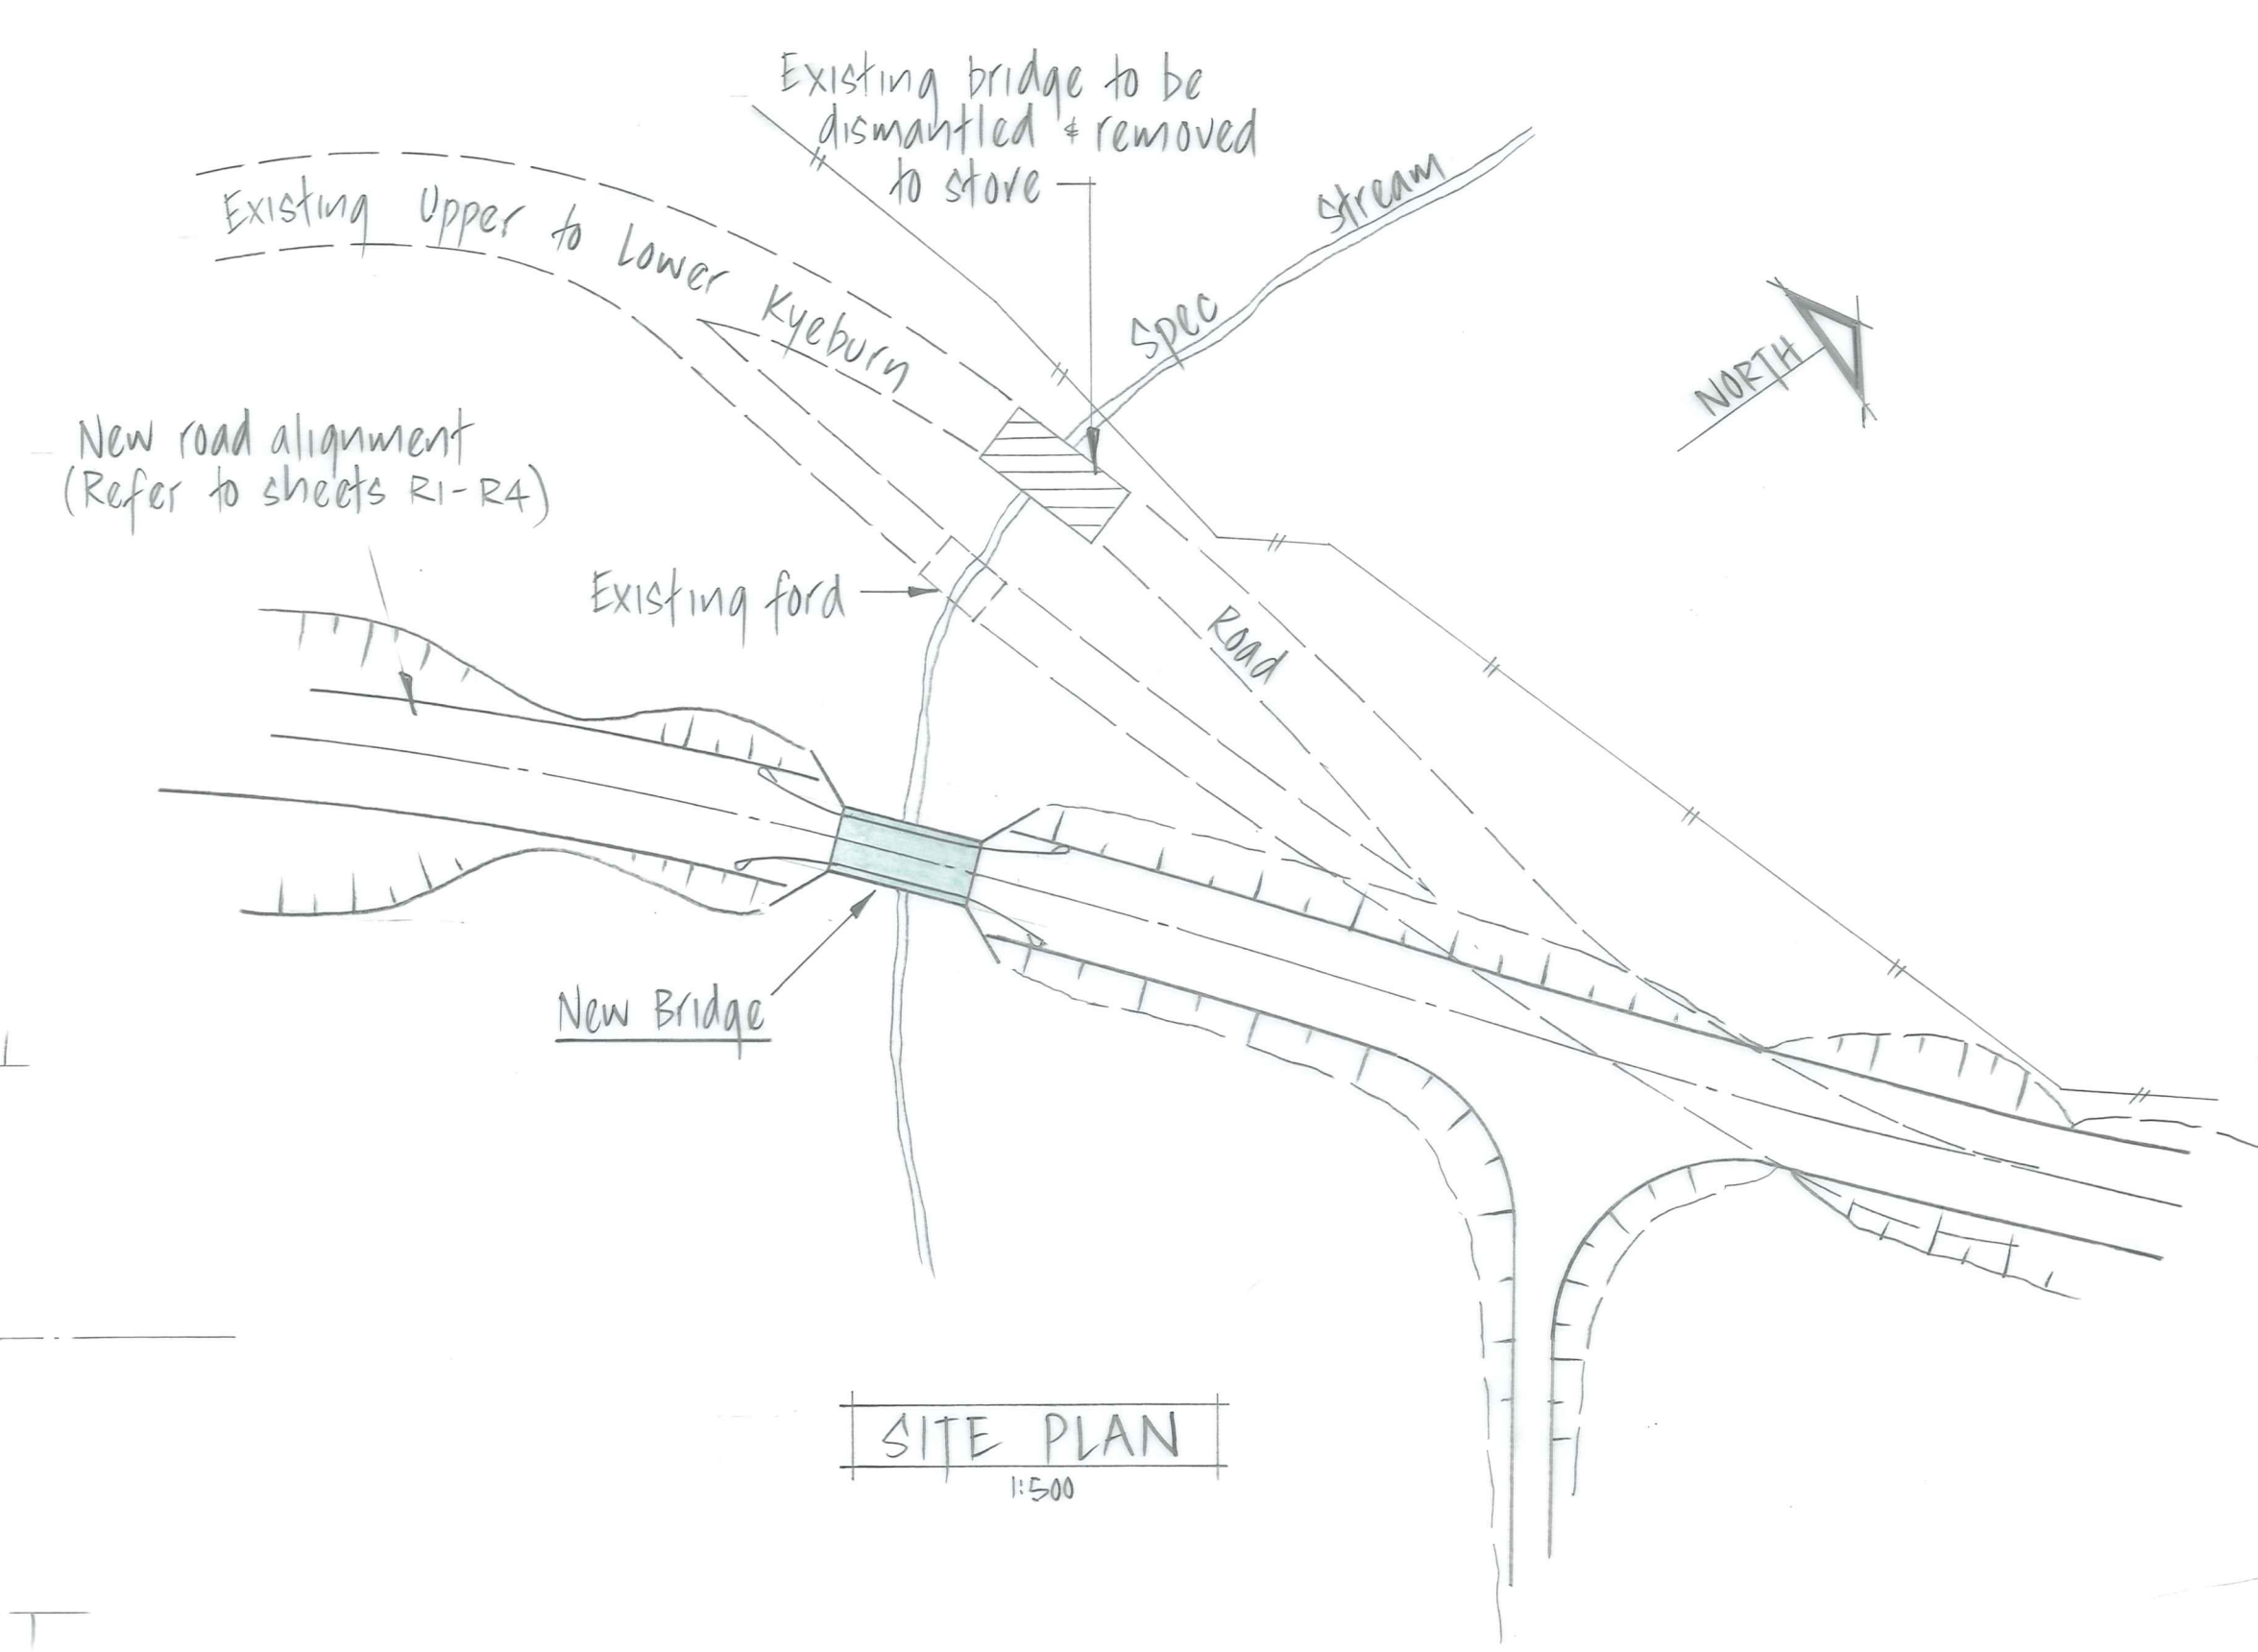 Existing bridge to be
dismantled & removed
to store
Existing Upper to Lower Kyeburn Road
Spec Stream
NORTH
New road alignment
(Refer to sheets R1-R4)
Existing ford
New Bridge
SITE PLAN
1:500